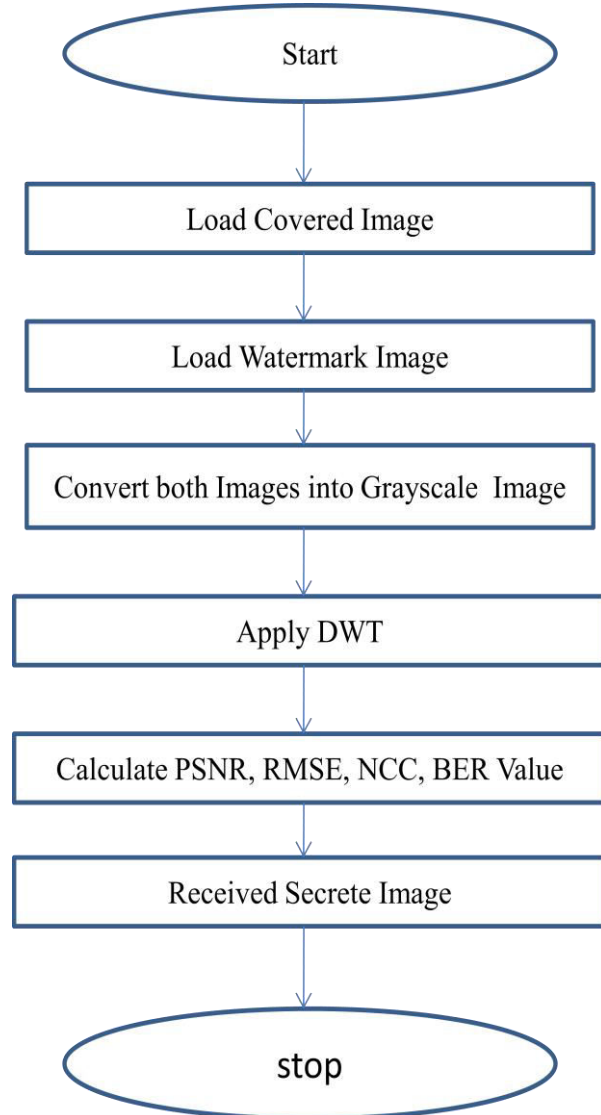 Start
Load Covered Image
Load Watermark Image
Convert both Images into Grayscale Image
Apply DWT
Calculate PSNR, RMSE, NCC, BER Value
Received Secrete Image
stop